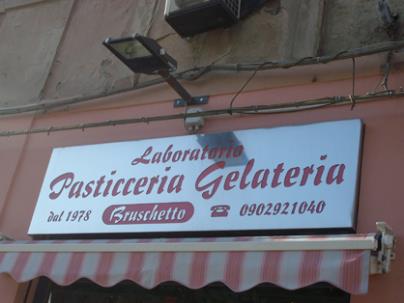 Laboratorio
Pasticceria Gelateria
dal 1978 Bruschetto ☎ 0902921040